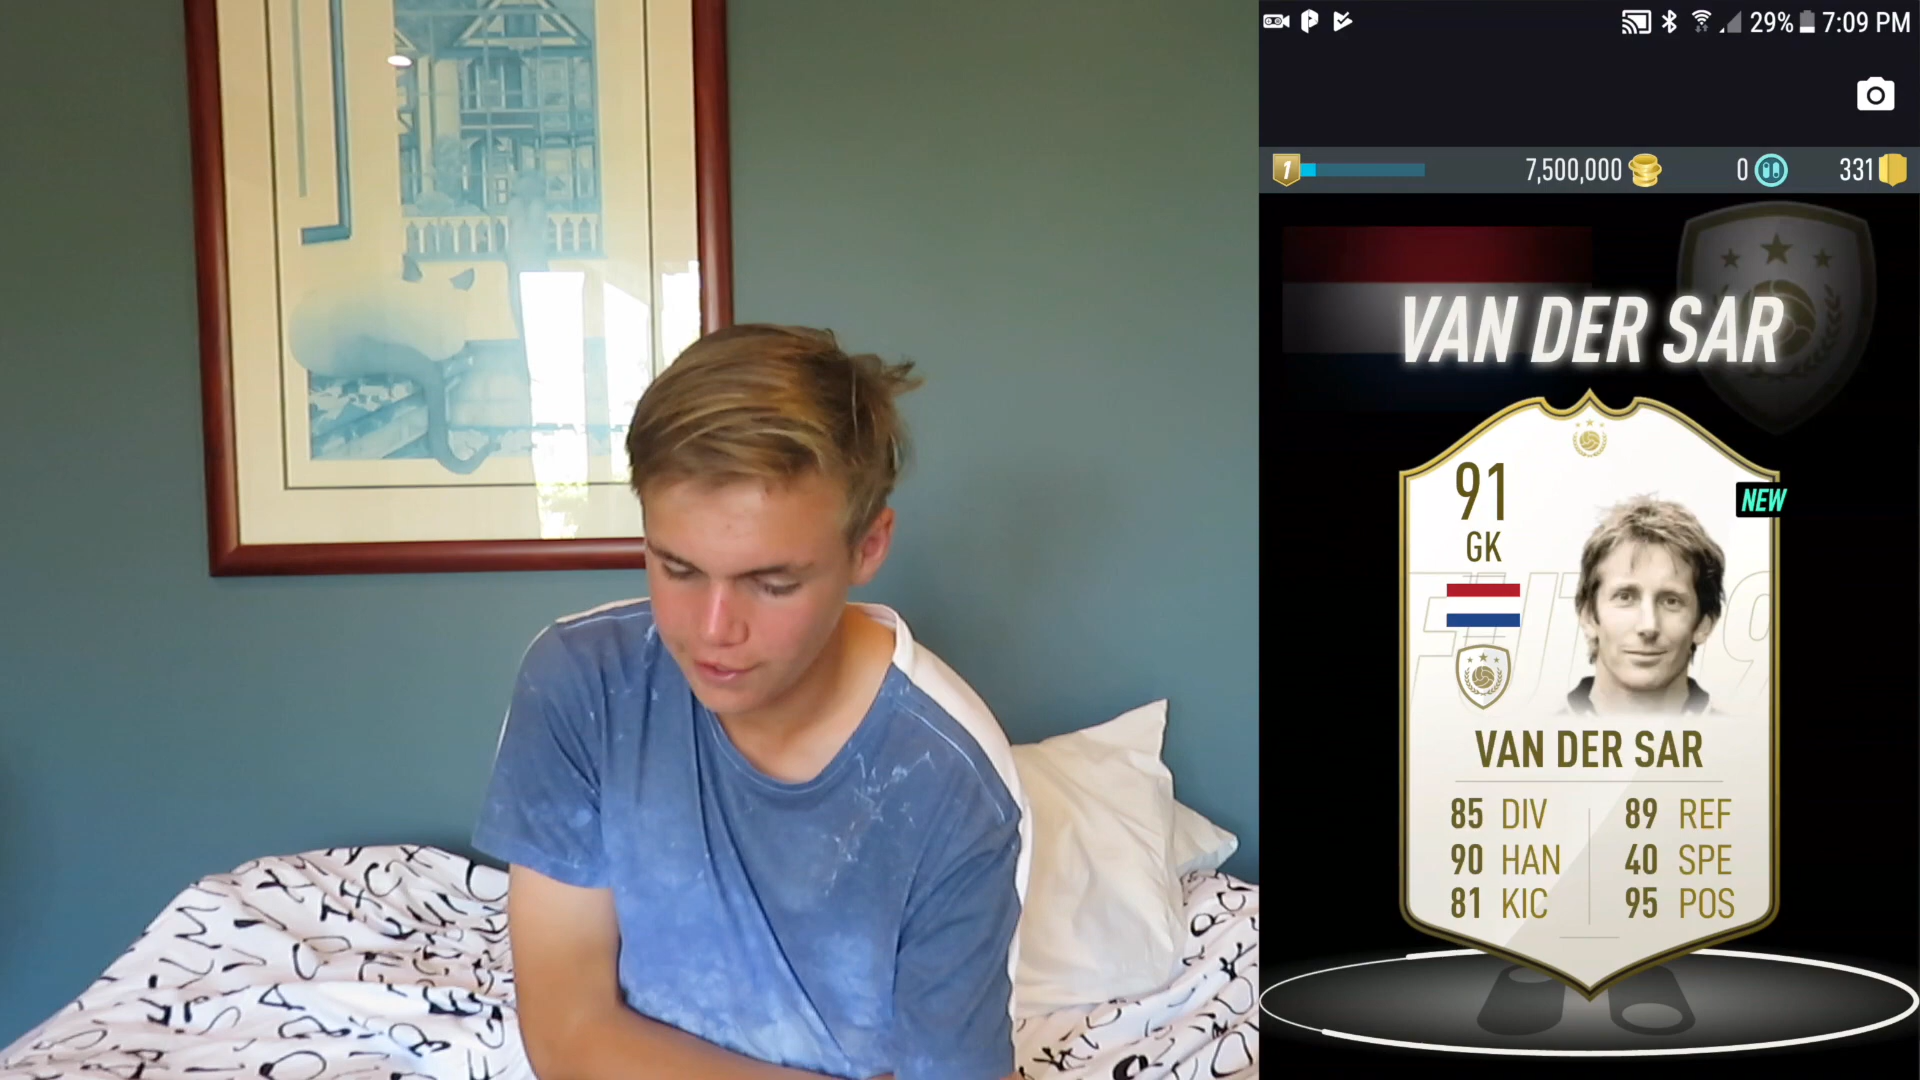 29% 7:09 PM
1 7,500,000 0 331
VAN DER SAR
91
NEW
GK
VAN DER SAR
85 DIV 89 REF
90 HAN 40 SPE
81 KIC 95 POS